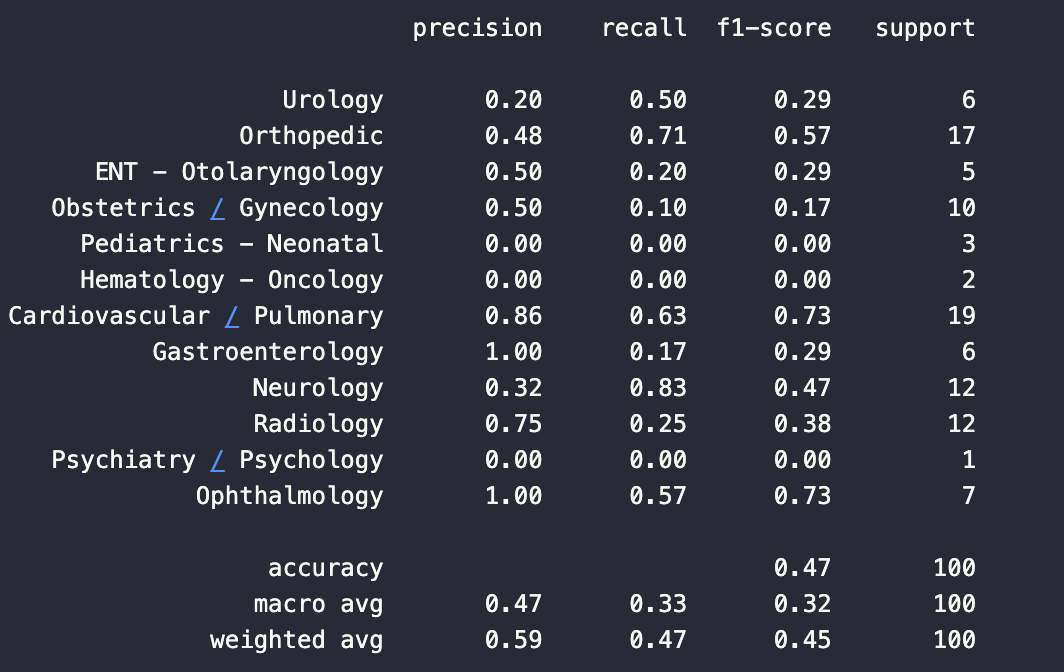 precision recall f1-score support
Urology 0.20 0.50 0.29 6
Orthopedic 0.48 0.71 0.57 17
ENT - Otolaryngology 0.50 0.20 0.29 5
Obstetrics / Gynecology 0.50 0.10 0.17 10
Pediatrics - Neonatal 0.00 0.00 0.00 3
Hematology - Oncology 0.00 0.00 0.00 2
Cardiovascular / Pulmonary 0.86 0.63 0.73 19
Gastroenterology 1.00 0.17 0.29 6
Neurology 0.32 0.83 0.47 12
Radiology 0.75 0.25 0.38 12
Psychiatry / Psychology 0.00 0.00 0.00 1
Ophthalmology 1.00 0.57 0.73 7
accuracy 0.47 100
macro avg 0.47 0.33 0.32 100
weighted avg 0.59 0.47 0.45 100